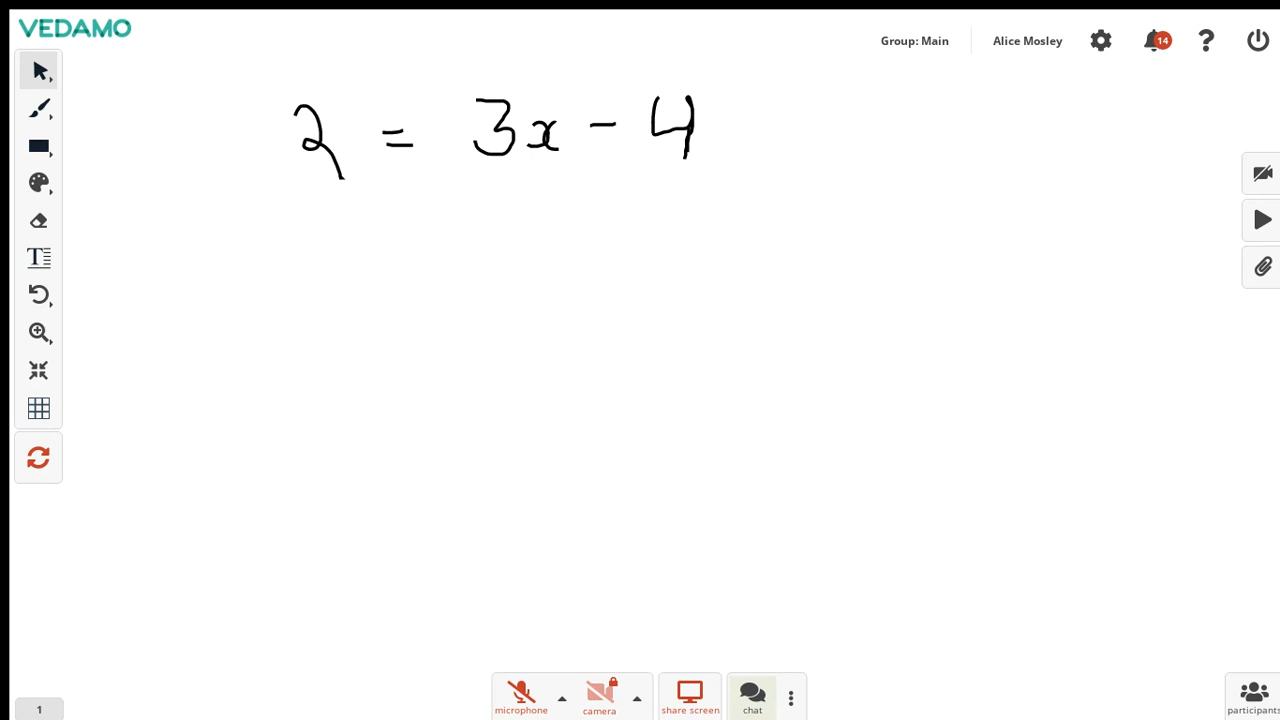 VEDAMO
Group: Main
Alice Mosley
14
2 = 3x - 4
T
1
microphone
camera
share screen
chat
participants